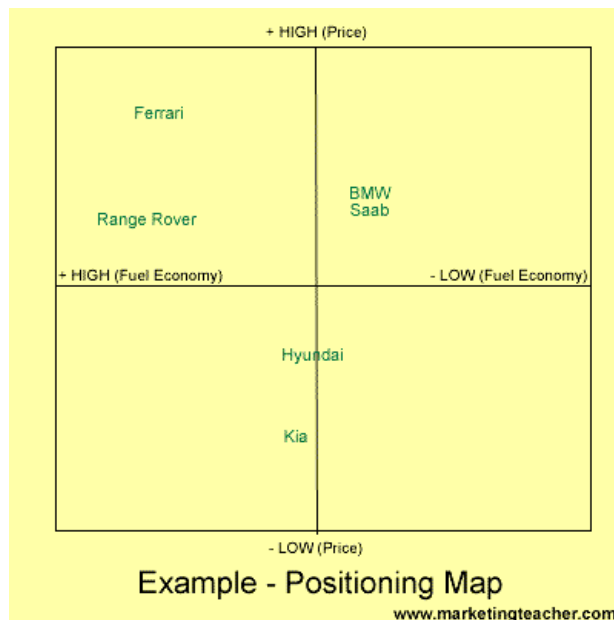 + HIGH (Price)
Ferrari
BMW
Saab
Range Rover
+ HIGH (Fuel Economy)
- LOW (Fuel Economy)
Hyundai
Kia
- LOW (Price)
Example - Positioning Map
www.marketingteacher.com